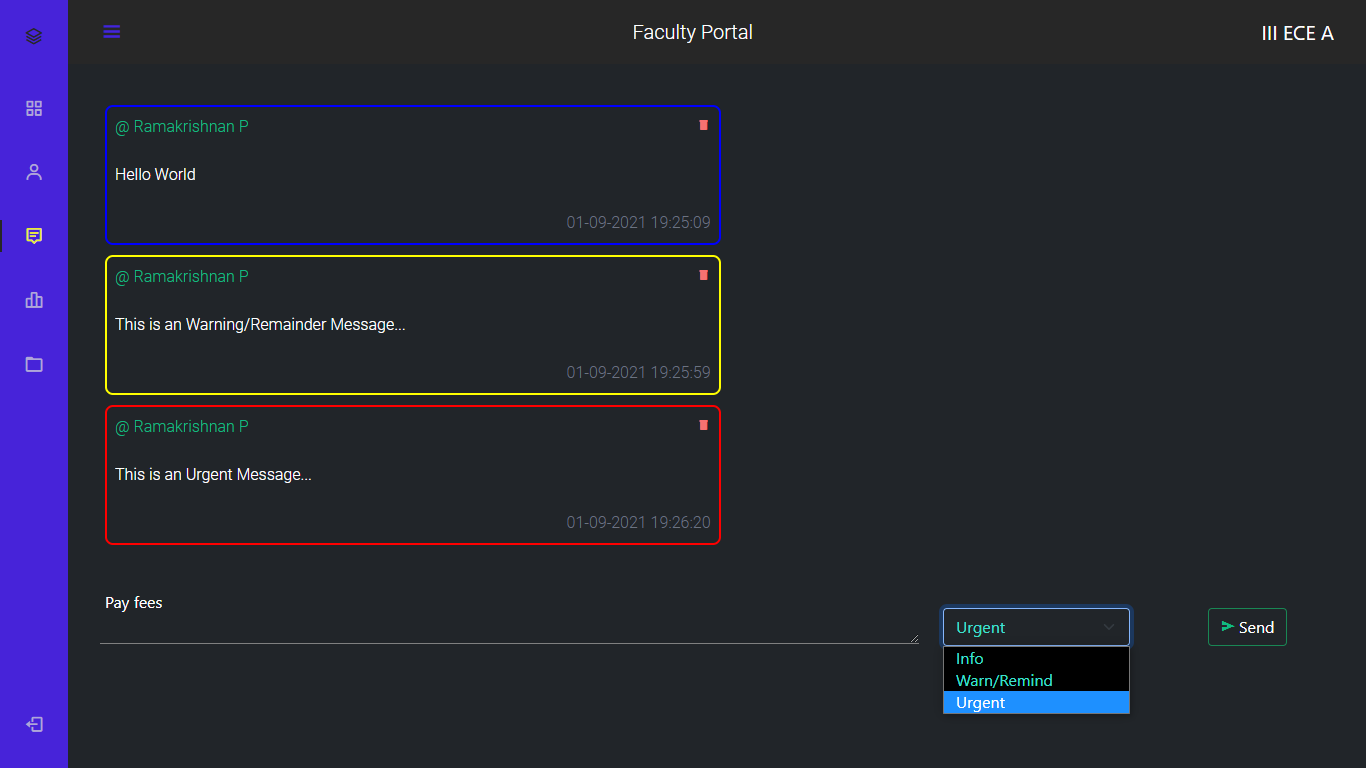 Faculty Portal
III ECE A
@ Ramakrishnan P
Hello World
01-09-2021 19:25:09
@ Ramakrishnan P
This is an Warning/Remainder Message...
01-09-2021 19:25:59
@ Ramakrishnan P
This is an Urgent Message...
01-09-2021 19:26:20
Pay fees
Urgent
Send
Info
Warn/Remind
Urgent